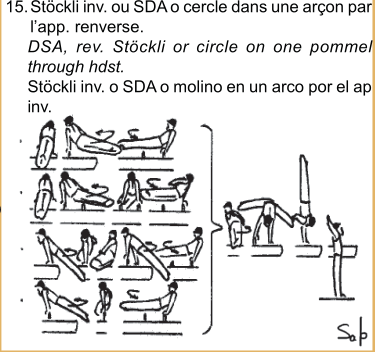 15. Stöckli inv. ou SDA o cercle dans une arçon par
l'app. renverse.
DSA, rev. Stöckli or circle on one pommel
through hdst.
Stöckli inv. o SDA o molino en un arco por el ap
inv.
Sap